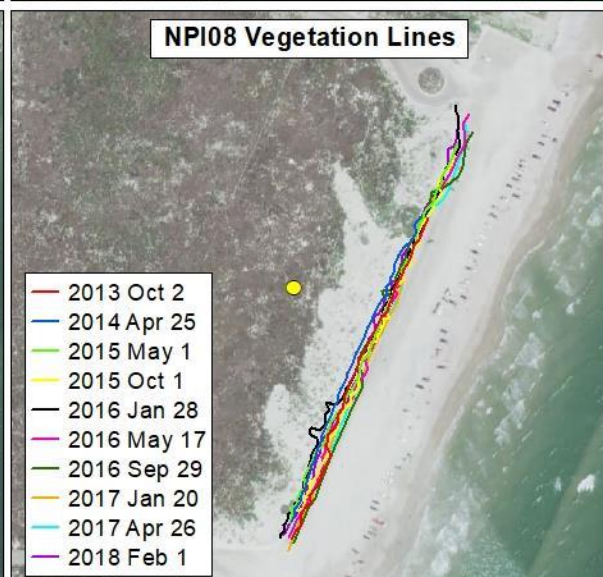 NPI08 Vegetation Lines
2013 Oct 2
2014 Apr 25
2015 May 1
2015 Oct 1
2016 Jan 28
2016 May 17
2016 Sep 29
2017 Jan 20
2017 Apr 26
2018 Feb 1